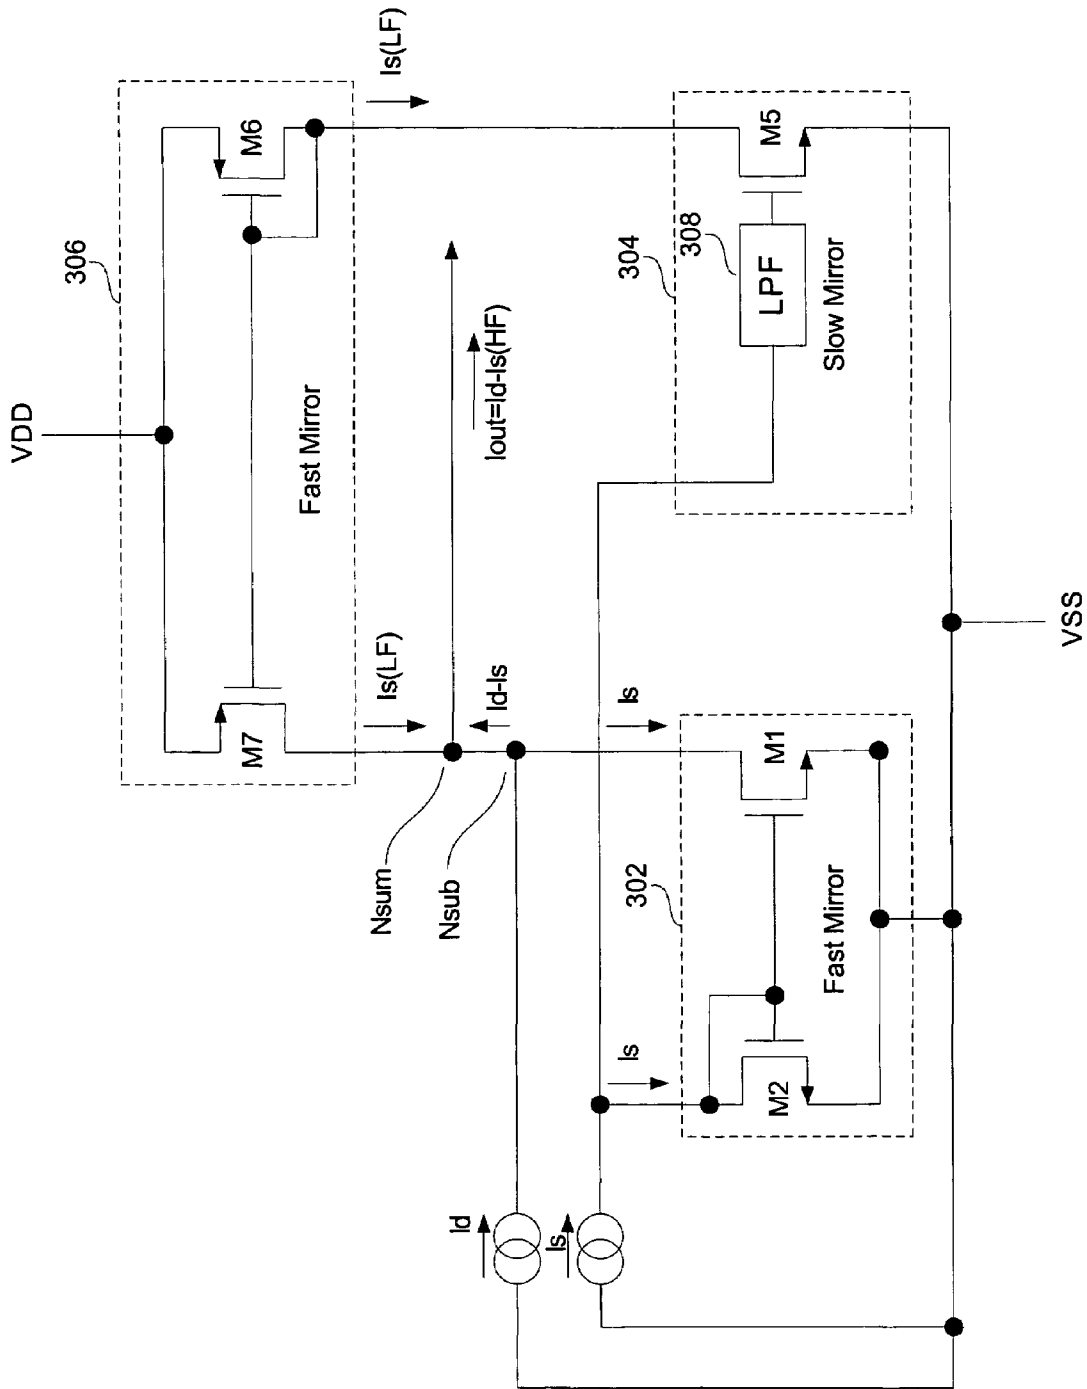 VDD
306
M7
M6
Fast Mirror
Is(LF)
Is(LF)
Nsum
Nsub
Id-Is
Iout=Id-Is(HF)
Id
Is
Is
Is
302
M2
M1
Fast Mirror
304
308
LPF
M5
Slow Mirror
VSS